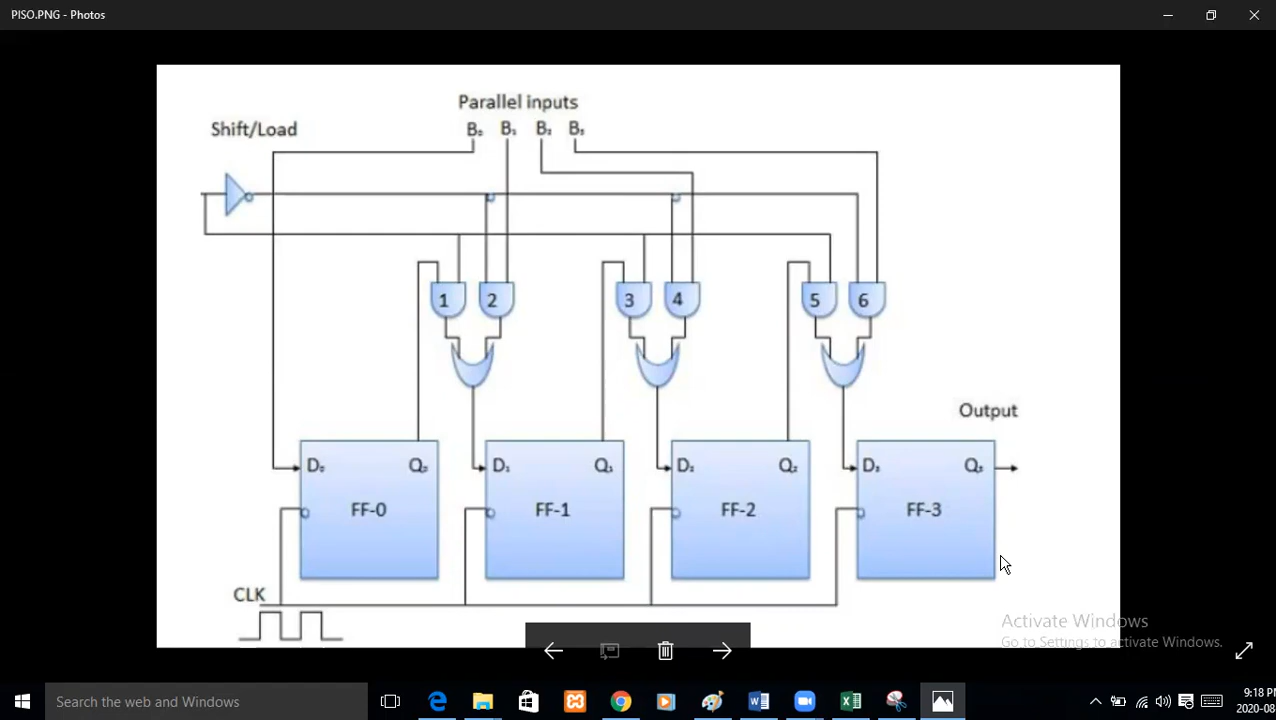 PISO.PNG - Photos
Parallel inputs
Shift/Load
B₀ B₁ B₂ B₃
1 2 3 4 5 6
Output
D₀ Q₀ D₁ Q₁ D₂ Q₂ D₃ Q₃
FF-0 FF-1 FF-2 FF-3
CLK
Activate Windows
Go to Settings to activate Windows.
Search the web and Windows
9:18 PM
2020-08